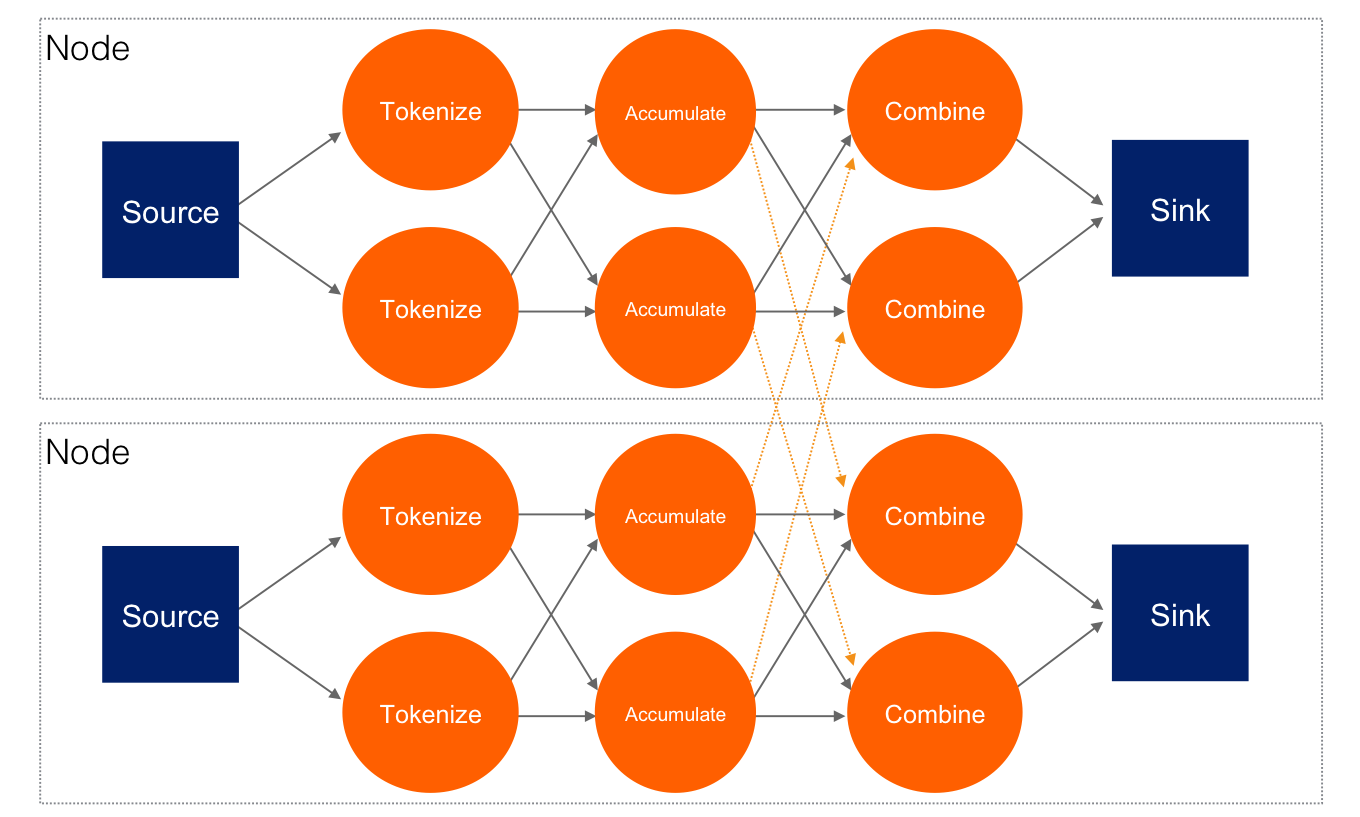 Node
Tokenize
Accumulate
Combine
Source
Sink
Tokenize
Accumulate
Combine
Node
Tokenize
Accumulate
Combine
Source
Sink
Tokenize
Accumulate
Combine